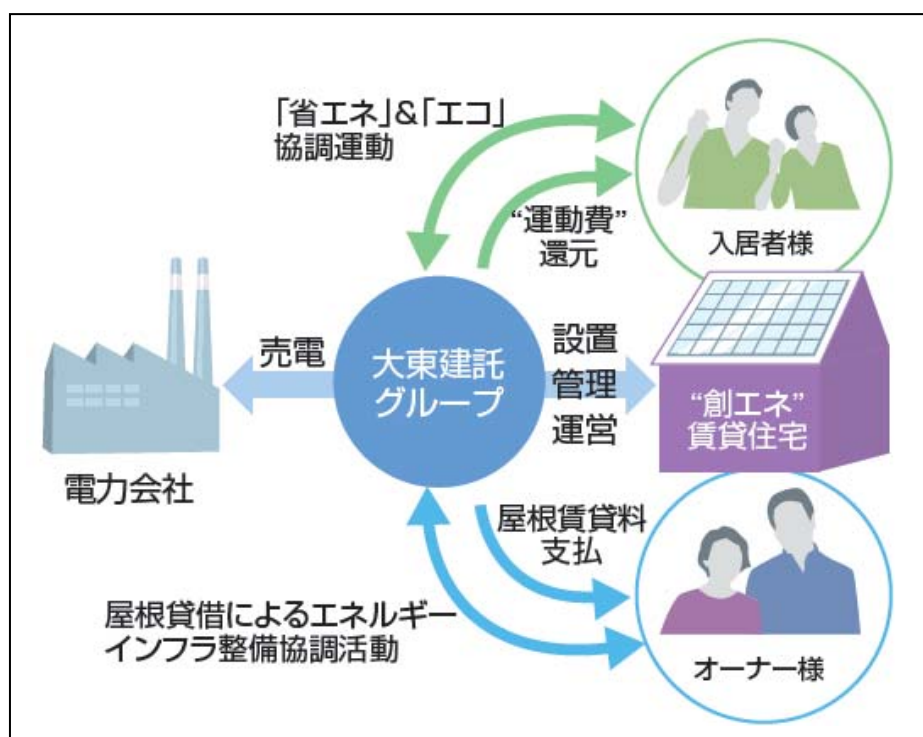 「省エネ」&「エコ」
協調運動
“運動費”
還元
入居者様
売電
大東建託
グループ
設置
管理
運営
“創エネ”
賃貸住宅
電力会社
屋根賃貸料
支払
屋根貸借によるエネルギー
インフラ整備協調活動
オーナー様